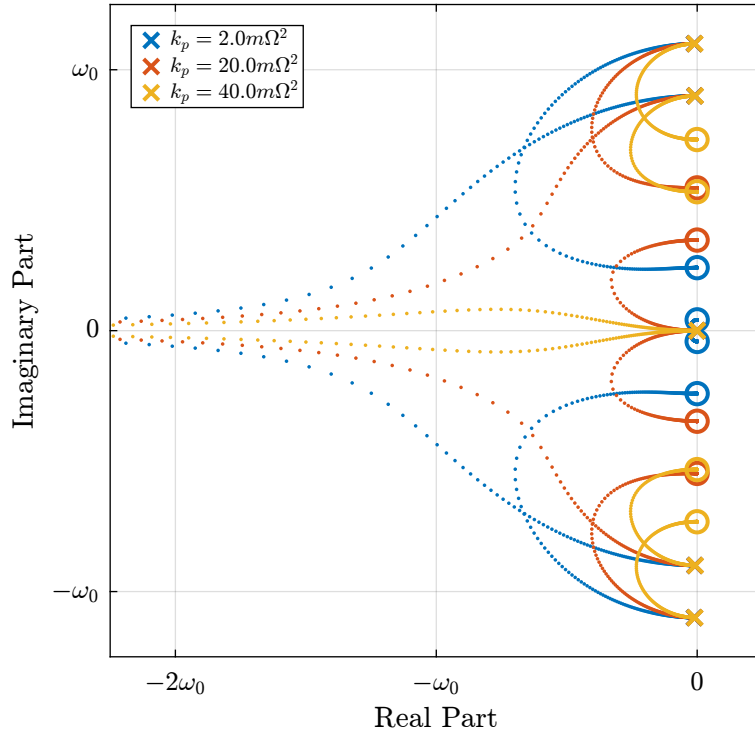 k_p = 2.0mΩ²
k_p = 20.0mΩ²
k_p = 40.0mΩ²
ω₀
0
−ω₀
Imaginary Part
−2ω₀
−ω₀
0
Real Part